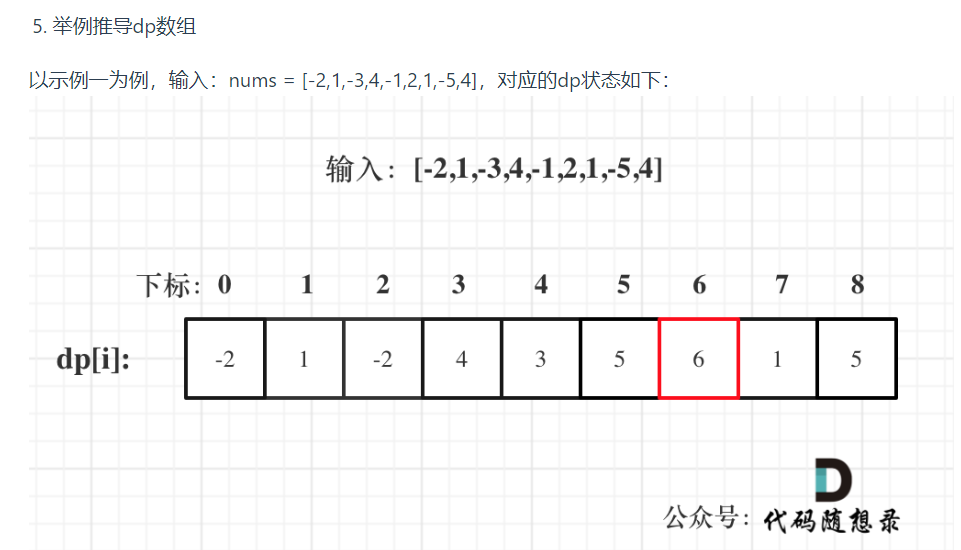 5. 举例推导dp数组
以示例一为例，输入：nums = [-2,1,-3,4,-1,2,1,-5,4]，对应的dp状态如下：
输入：[-2,1,-3,4,-1,2,1,-5,4]
下标： 0 1 2 3 4 5 6 7 8
dp[i]: -2 1 -2 4 3 5 6 1 5
D
公众号：代码随想录